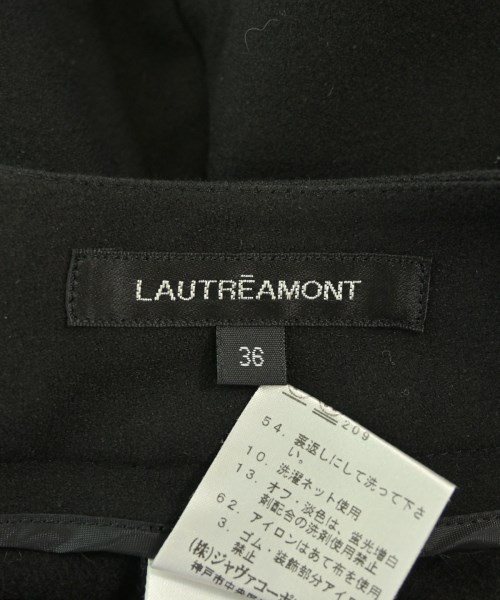 LAUTRĒAMONT
36
209
54. 裏返しにして洗って下さ
い。
10. 洗濯ネット使用
13. オフ・淡色は、蛍光増白
剤配合の洗剤使用禁止
62. アイロンはあて布を使用
3. ゴム・装飾部分アイ
禁止
(株)ジャヴァコーポ
神戸市中央